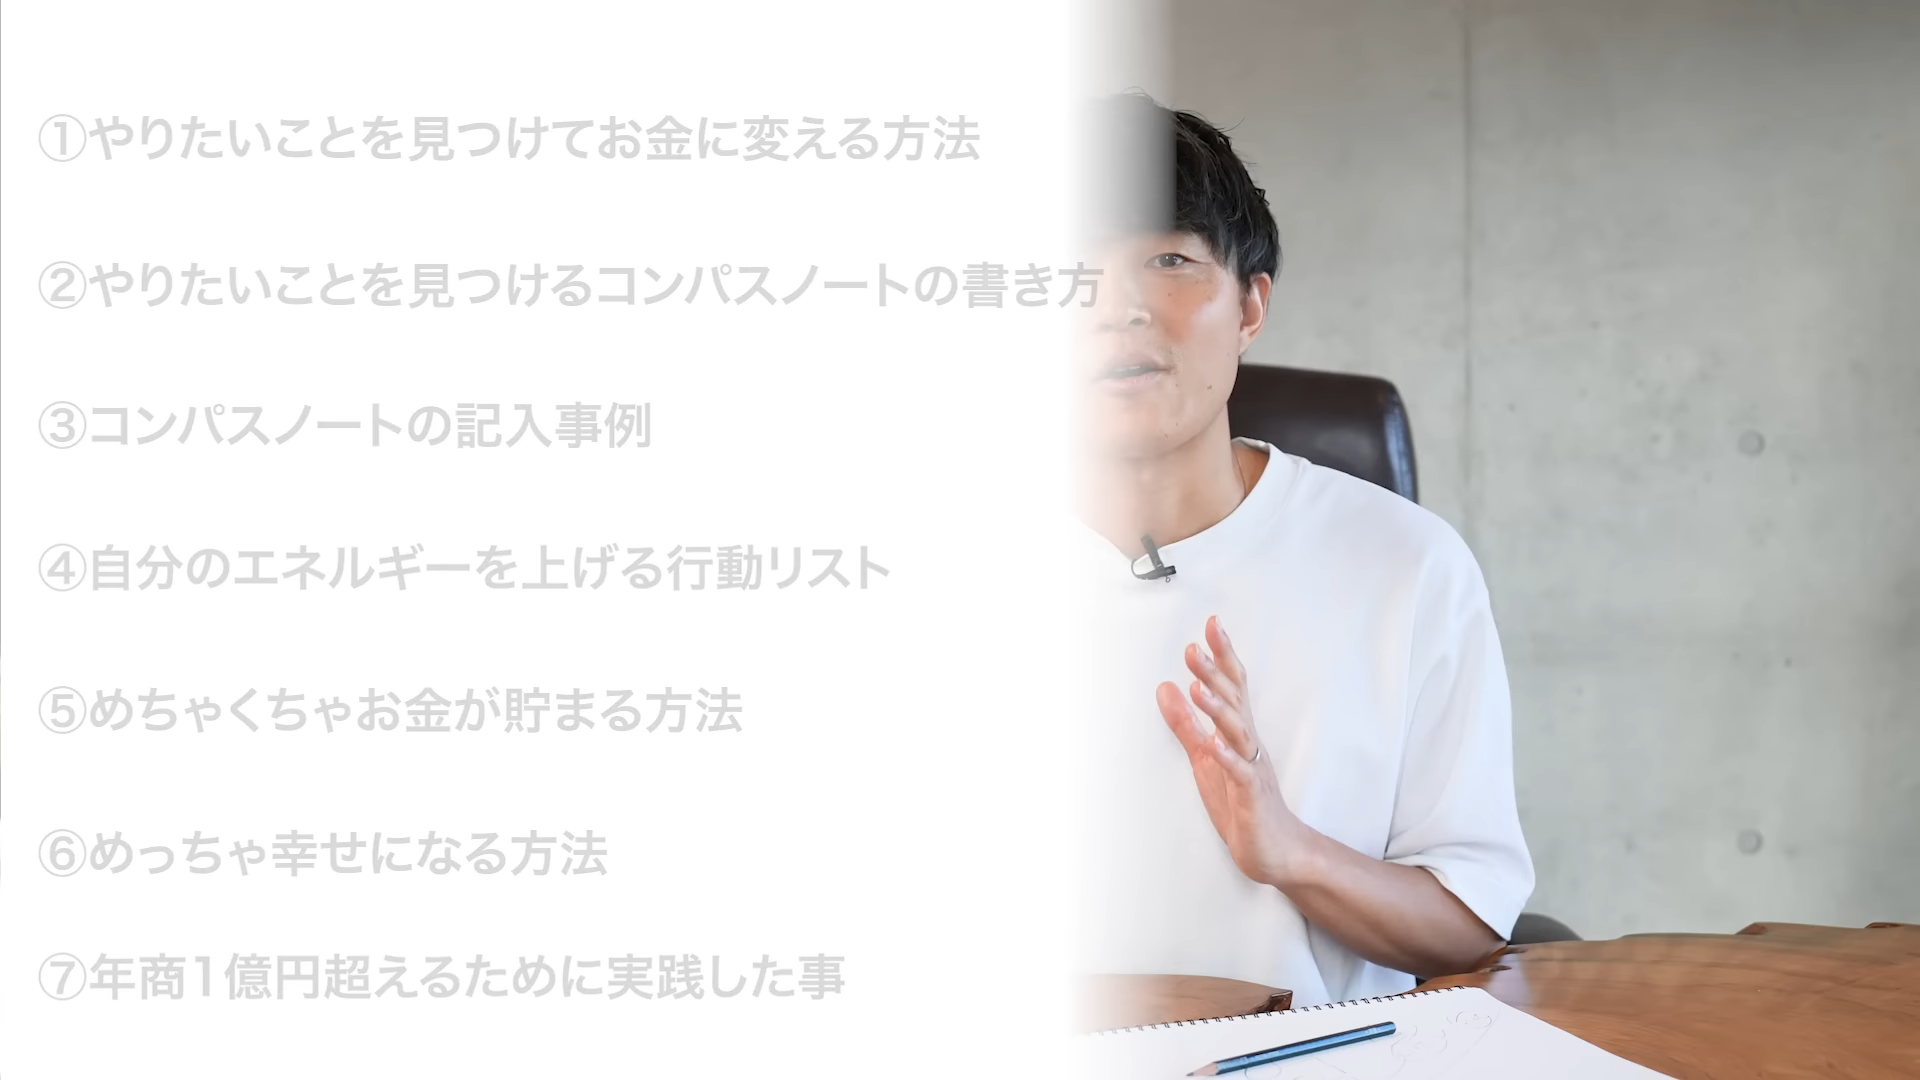 ①やりたいことを見つけてお金に変える方法
②やりたいことを見つけるコンパスノートの書き方
③コンパスノートの記入事例
④自分のエネルギーを上げる行動リスト
⑤めちゃくちゃお金が貯まる方法
⑥めっちゃ幸せになる方法
⑦年商1億円超えるために実践した事